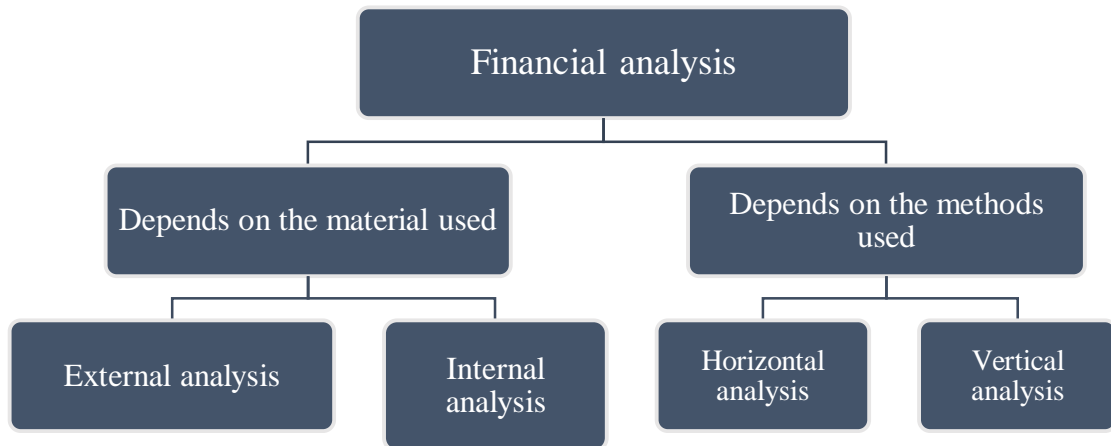 Financial analysis
Depends on the material used
Depends on the methods
used
External analysis
Internal
analysis
Horizontal
analysis
Vertical
analysis